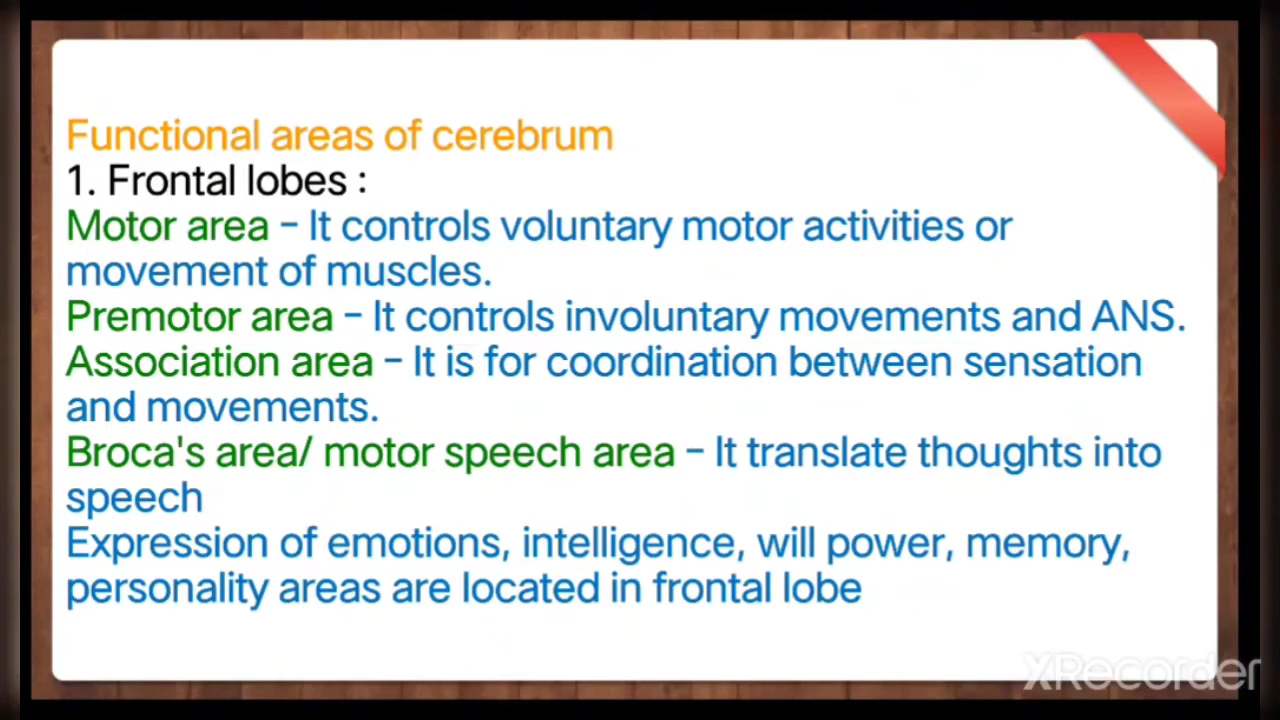 Functional areas of cerebrum
1. Frontal lobes :
Motor area – It controls voluntary motor activities or
movement of muscles.
Premotor area – It controls involuntary movements and ANS.
Association area – It is for coordination between sensation
and movements.
Broca's area/ motor speech area – It translate thoughts into
speech
Expression of emotions, intelligence, will power, memory,
personality areas are located in frontal lobe
XRecorder